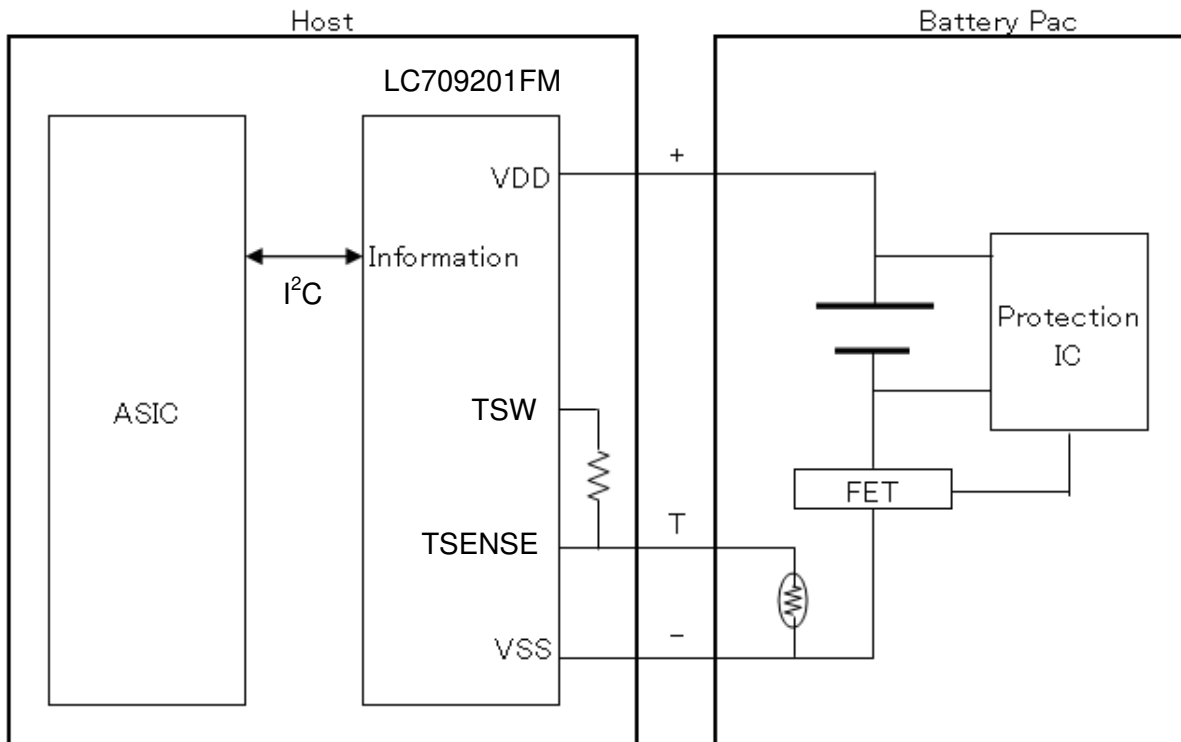 Host
Battery Pac
LC709201FM
VDD
+
Information
I²C
Protection
IC
ASIC
TSW
FET
T
TSENSE
−
VSS